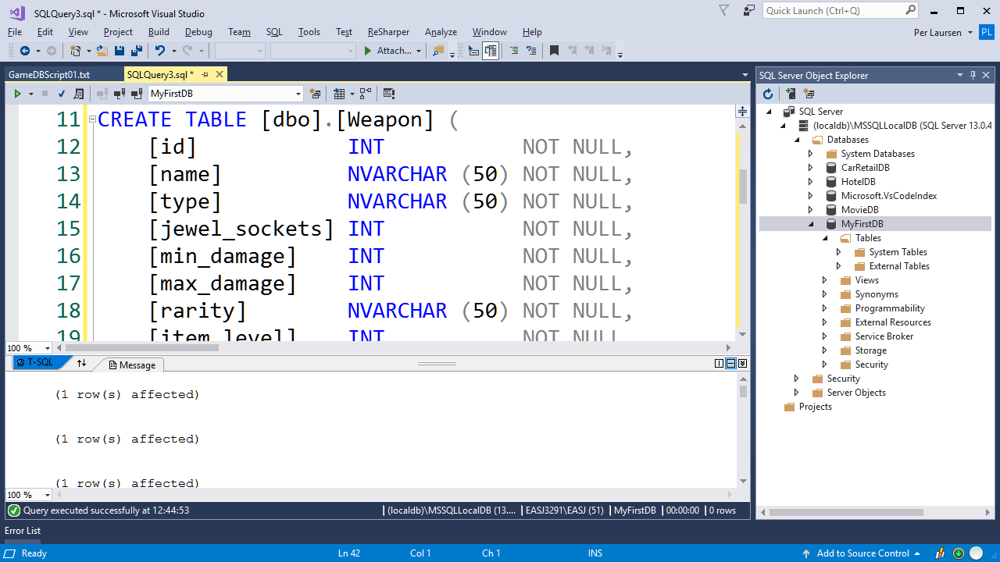 SQLQuery3.sql * - Microsoft Visual Studio
Quick Launch (Ctrl+Q)
File Edit View Project Build Debug Team SQL Tools Test ReSharper Analyze Window Help
Per Laursen PL
Attach...
GameDBScript01.txt
SQLQuery3.sql *
MyFirstDB
11 CREATE TABLE [dbo].[Weapon] (
12 [id] INT NOT NULL,
13 [name] NVARCHAR (50) NOT NULL,
14 [type] NVARCHAR (50) NOT NULL,
15 [jewel_sockets] INT NOT NULL,
16 [min_damage] INT NOT NULL,
17 [max_damage] INT NOT NULL,
18 [rarity] NVARCHAR (50) NOT NULL,
19 [item_level] INT NOT NULL,
100 %
T-SQL
Message
(1 row(s) affected)
(1 row(s) affected)
(1 row(s) affected)
100 %
Query executed successfully at 12:44:53
(localdb)\MSSQLLocalDB (13....
EASJ3291\EASJ (51)
MyFirstDB
00:00:00
0 rows
SQL Server Object Explorer
SQL Server
(localdb)\MSSQLLocalDB (SQL Server 13.0.4
Databases
System Databases
CarRetailDB
HotelDB
Microsoft.VsCodeIndex
MovieDB
MyFirstDB
Tables
System Tables
External Tables
Views
Synonyms
Programmability
External Resources
Service Broker
Storage
Security
Security
Server Objects
Projects
Error List
Ready
Ln 42
Col 1
Ch 1
INS
Add to Source Control